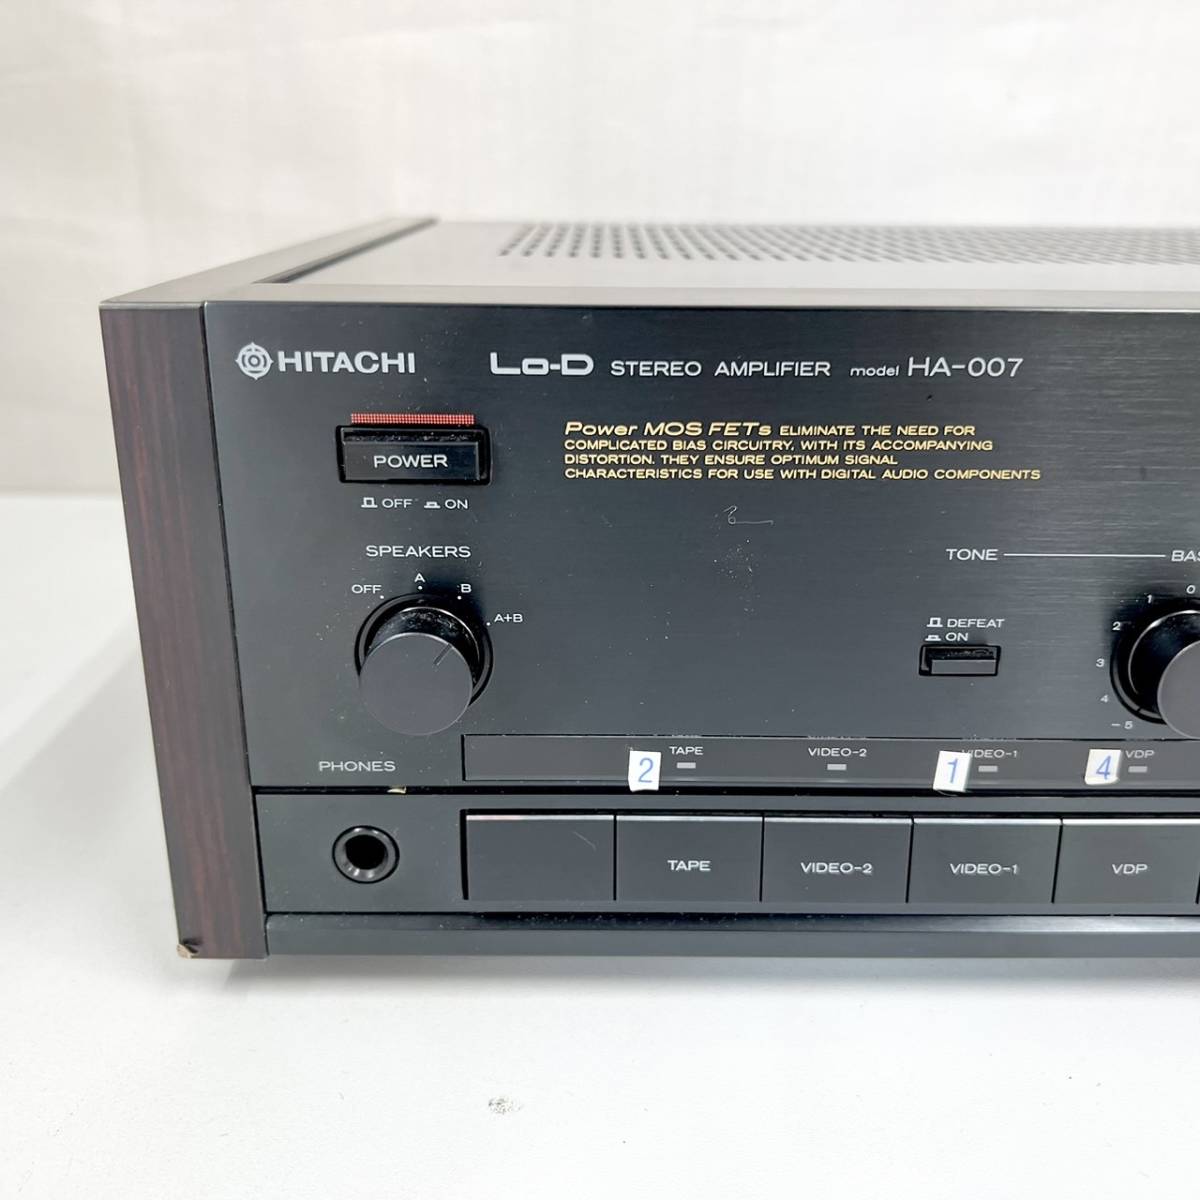 HITACHI Lo-D STEREO AMPLIFIER model HA-007
Power MOS FETs ELIMINATE THE NEED FOR
COMPLICATED BIAS CIRCUITRY, WITH ITS ACCOMPANYING
DISTORTION. THEY ENSURE OPTIMUM SIGNAL
CHARACTERISTICS FOR USE WITH DIGITAL AUDIO COMPONENTS
POWER
OFF ON
SPEAKERS
OFF A B A+B
TONE BAS
DEFEAT
ON
0
1
2
3
4
-5
PHONES
TAPE VIDEO-2 VIDEO-1 VDP
2 1 4
TAPE VIDEO-2 VIDEO-1 VDP